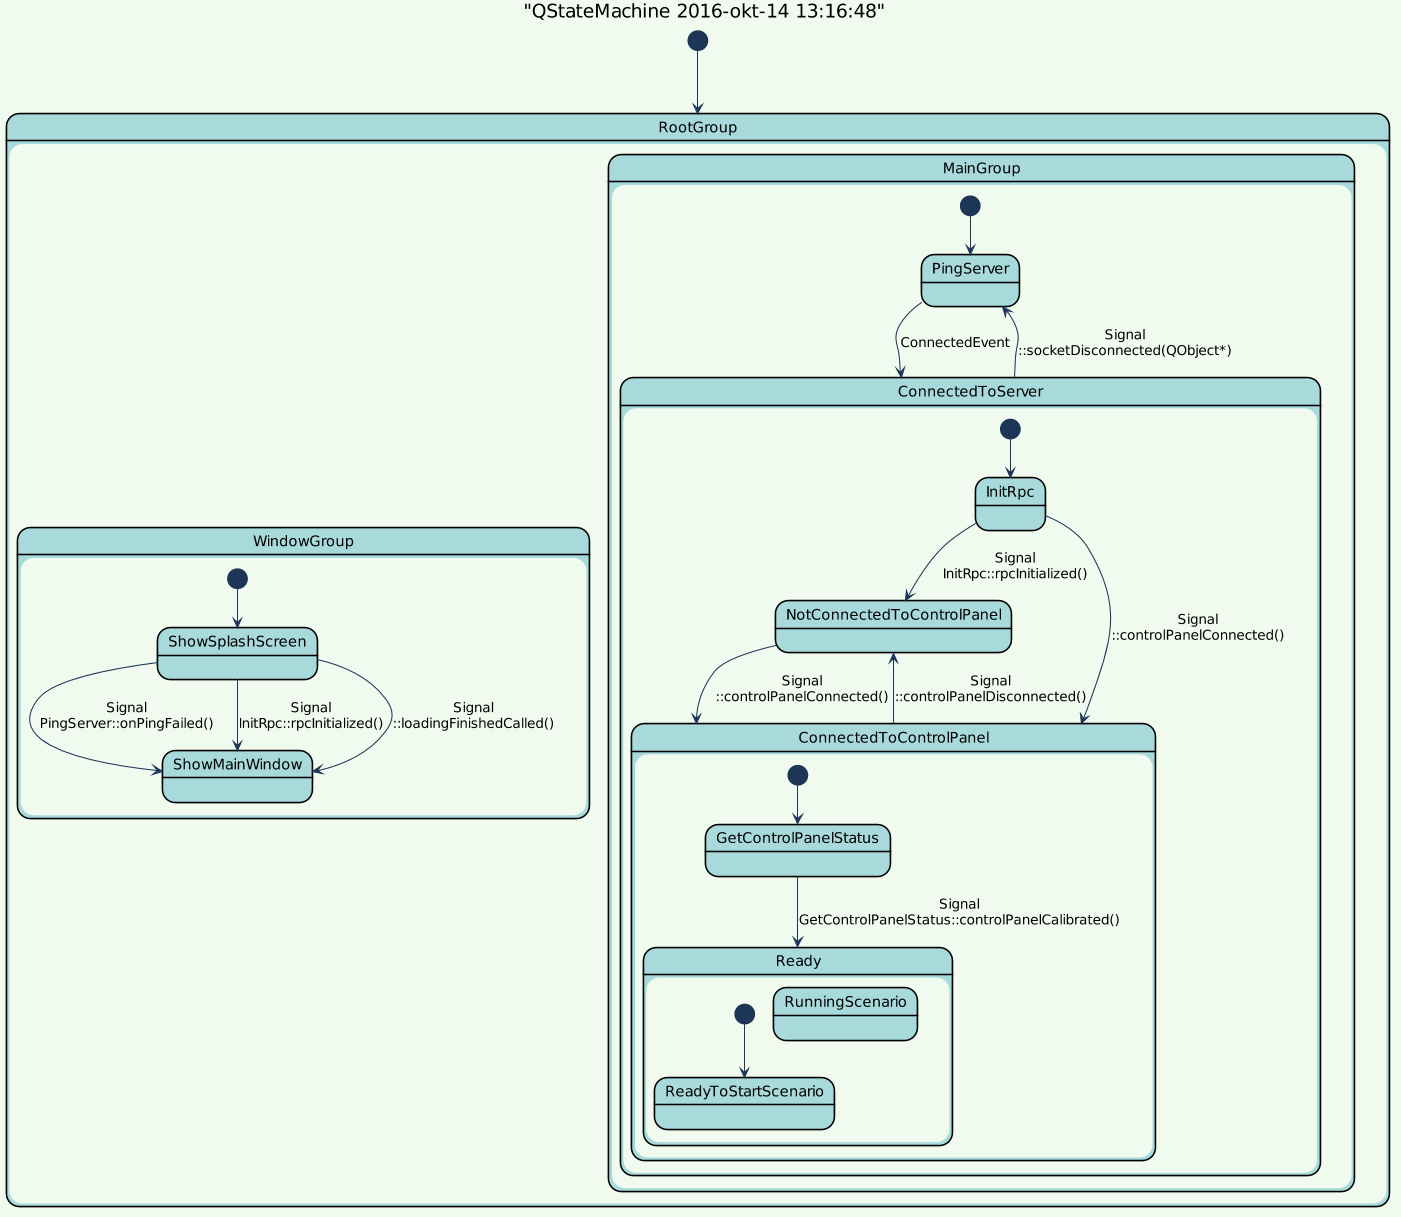 "QStateMachine 2016-okt-14 13:16:48"
RootGroup
MainGroup
PingServer
ConnectedEvent
Signal
::socketDisconnected(QObject*)
ConnectedToServer
InitRpc
Signal
InitRpc::rpcInitialized()
NotConnectedToControlPanel
Signal
::controlPanelConnected()
Signal
::controlPanelConnected()
Signal
::controlPanelDisconnected()
ConnectedToControlPanel
GetControlPanelStatus
Signal
GetControlPanelStatus::controlPanelCalibrated()
Ready
RunningScenario
ReadyToStartScenario
WindowGroup
ShowSplashScreen
Signal
PingServer::onPingFailed()
Signal
InitRpc::rpcInitialized()
Signal
::loadingFinishedCalled()
ShowMainWindow